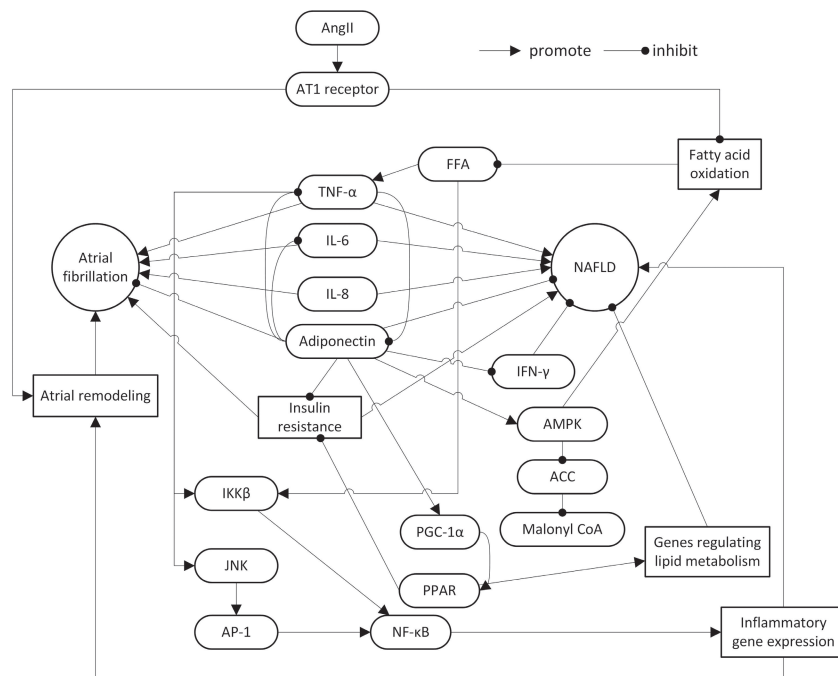 AngII
promote
inhibit
AT1 receptor
Fatty acid
oxidation
FFA
TNF-α
IL-6
Atrial
fibrillation
NAFLD
IL-8
Adiponectin
IFN-γ
Atrial remodeling
Insulin
resistance
AMPK
ACC
IKKβ
PGC-1α
Malonyl CoA
Genes regulating
lipid metabolism
JNK
PPAR
AP-1
NF-κB
Inflammatory
gene expression